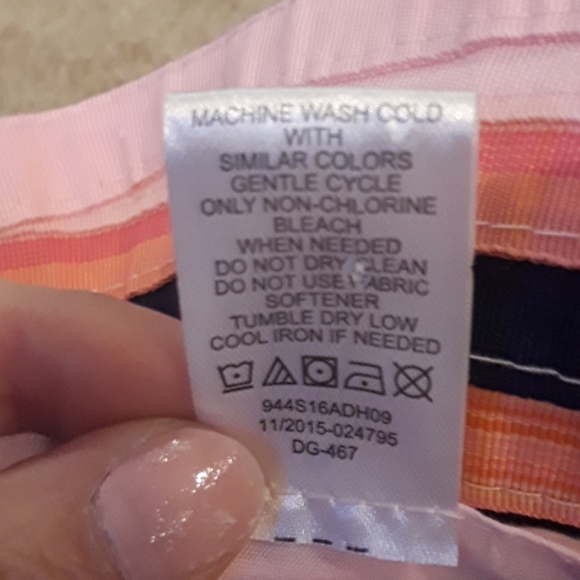 MACHINE WASH COLD
WITH
SIMILAR COLORS
GENTLE CYCLE
ONLY NON-CHLORINE
BLEACH
WHEN NEEDED
DO NOT DRY CLEAN
DO NOT USE FABRIC
SOFTENER
TUMBLE DRY LOW
COOL IRON IF NEEDED
944S16ADH09
11/2015-024795
DG-467